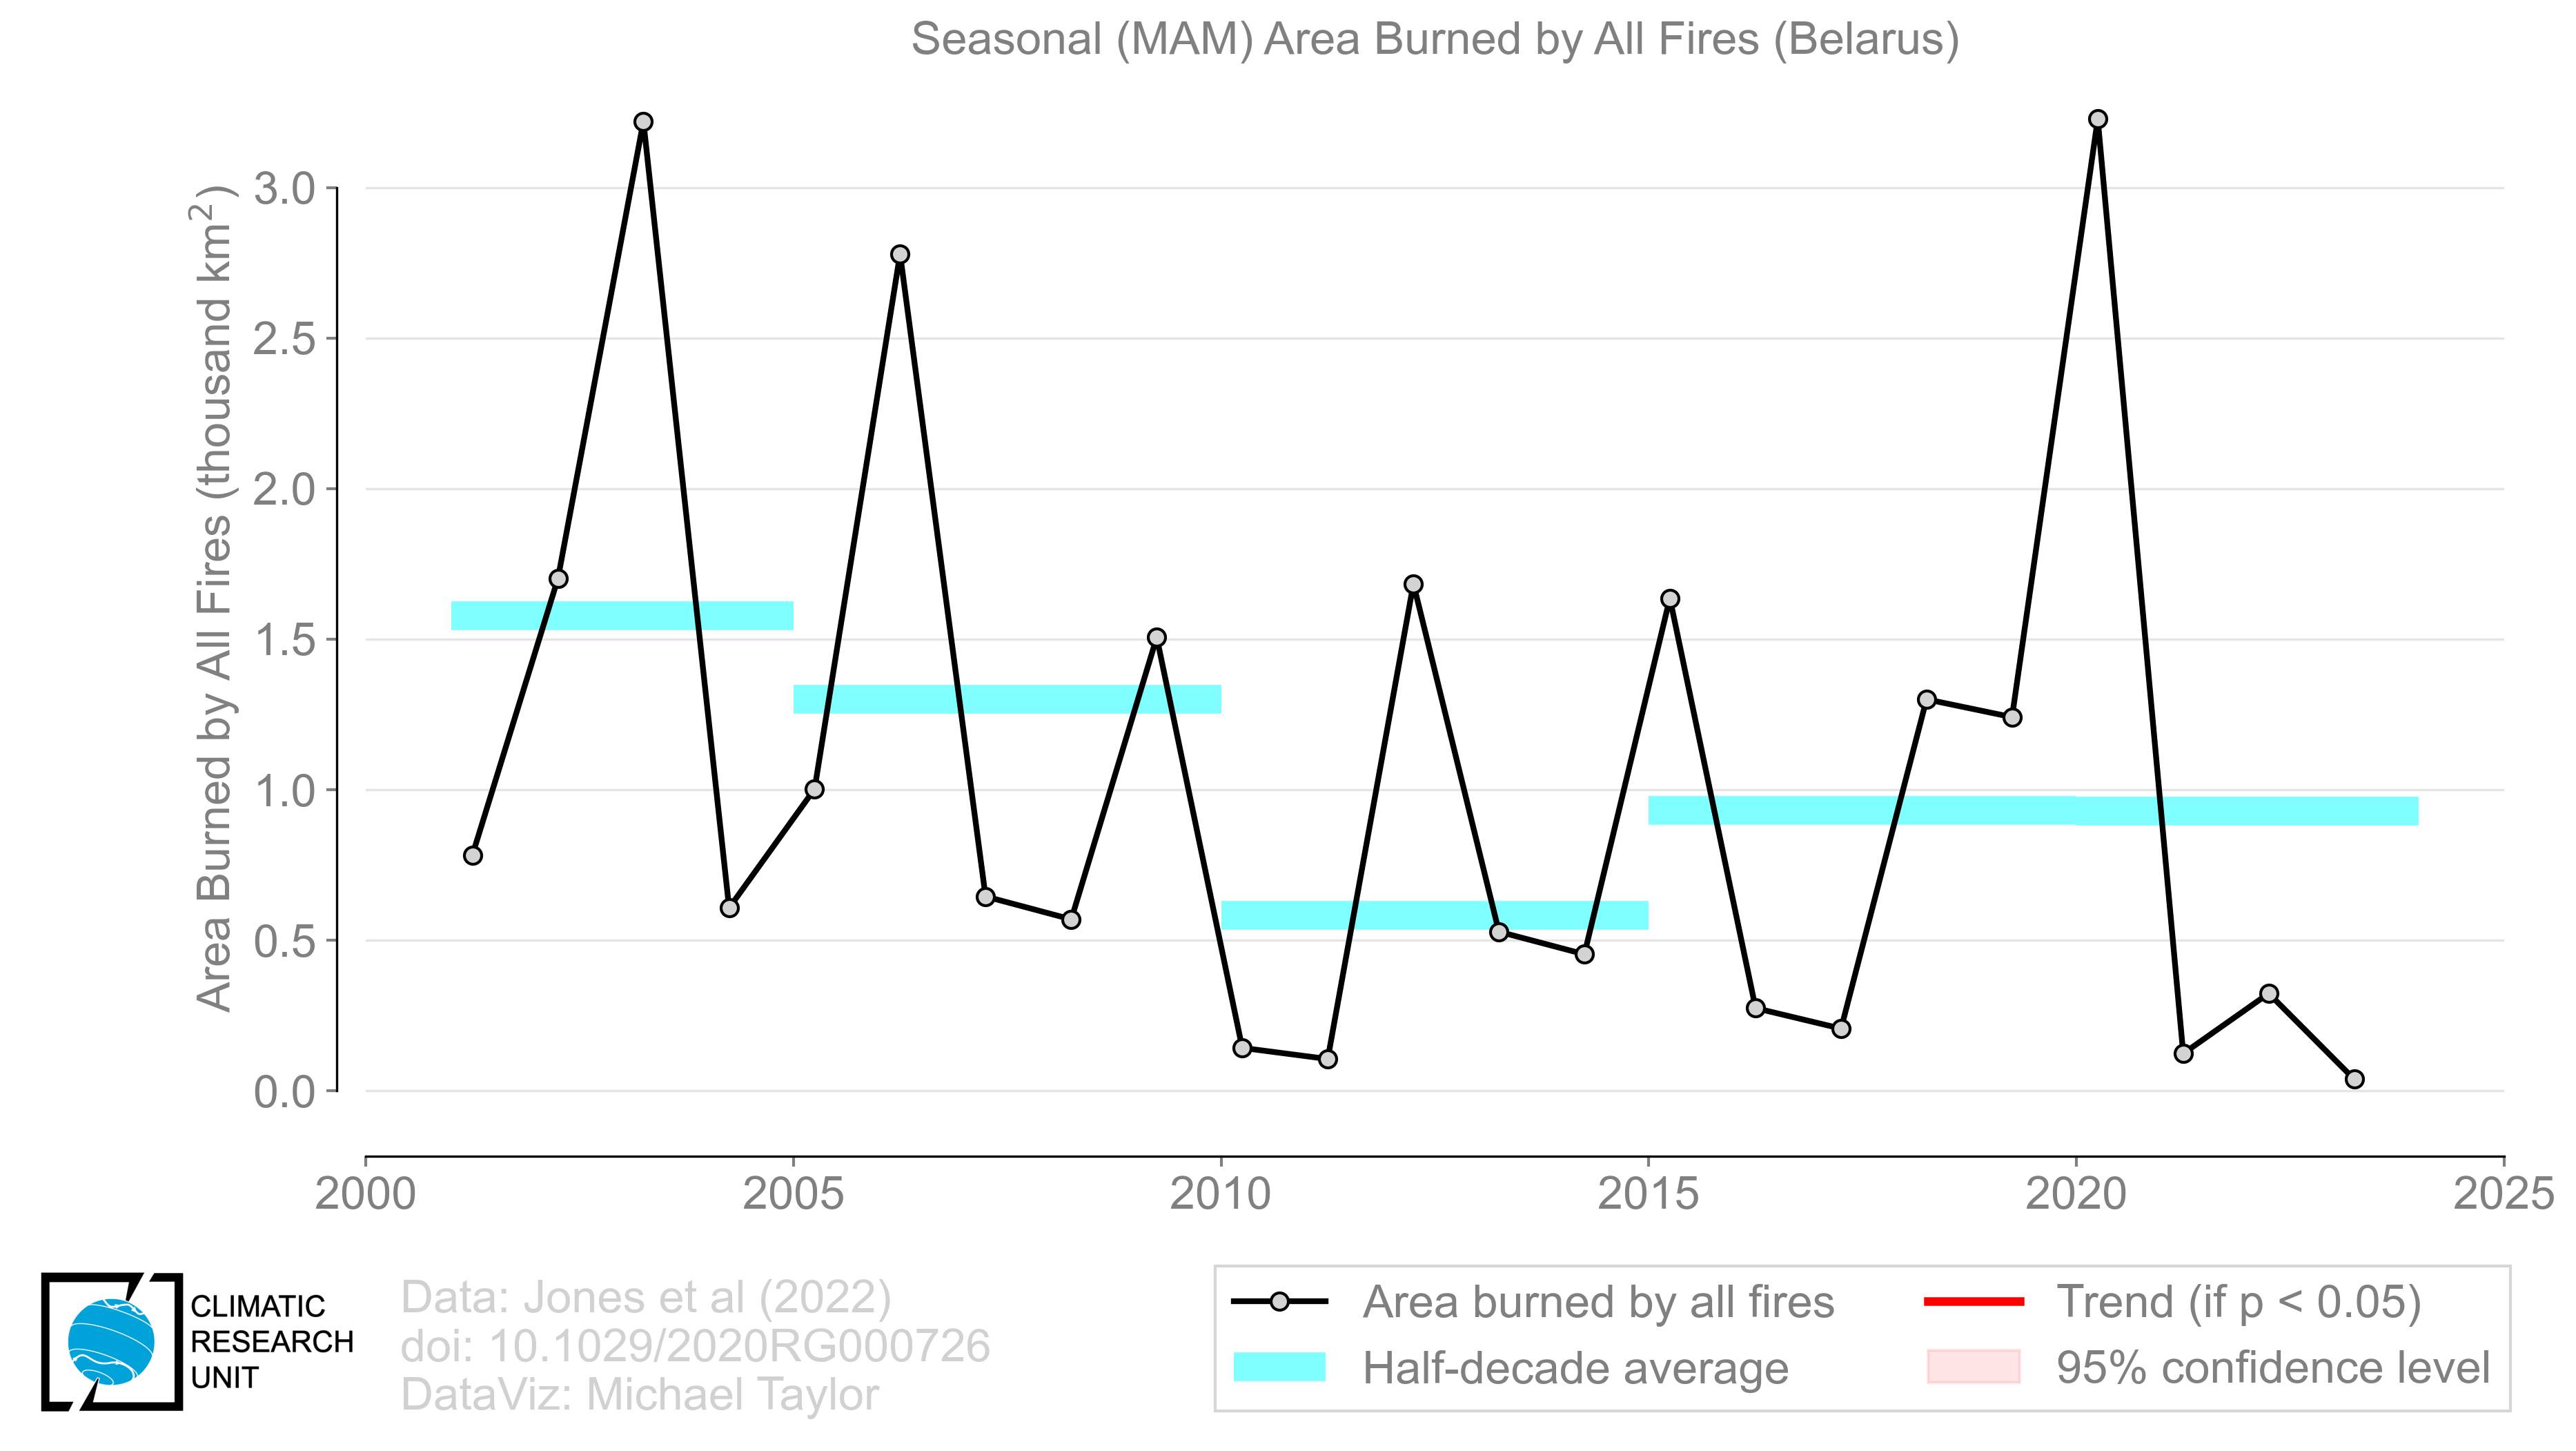 Seasonal (MAM) Area Burned by All Fires (Belarus)
Area Burned by All Fires (thousand km²)
3.0
2.5
2.0
1.5
1.0
0.5
0.0
2000 2005 2010 2015 2020 2025
CLIMATIC
RESEARCH
UNIT
Data: Jones et al (2022)
doi: 10.1029/2020RG000726
DataViz: Michael Taylor
Area burned by all fires
Half-decade average
Trend (if p < 0.05)
95% confidence level